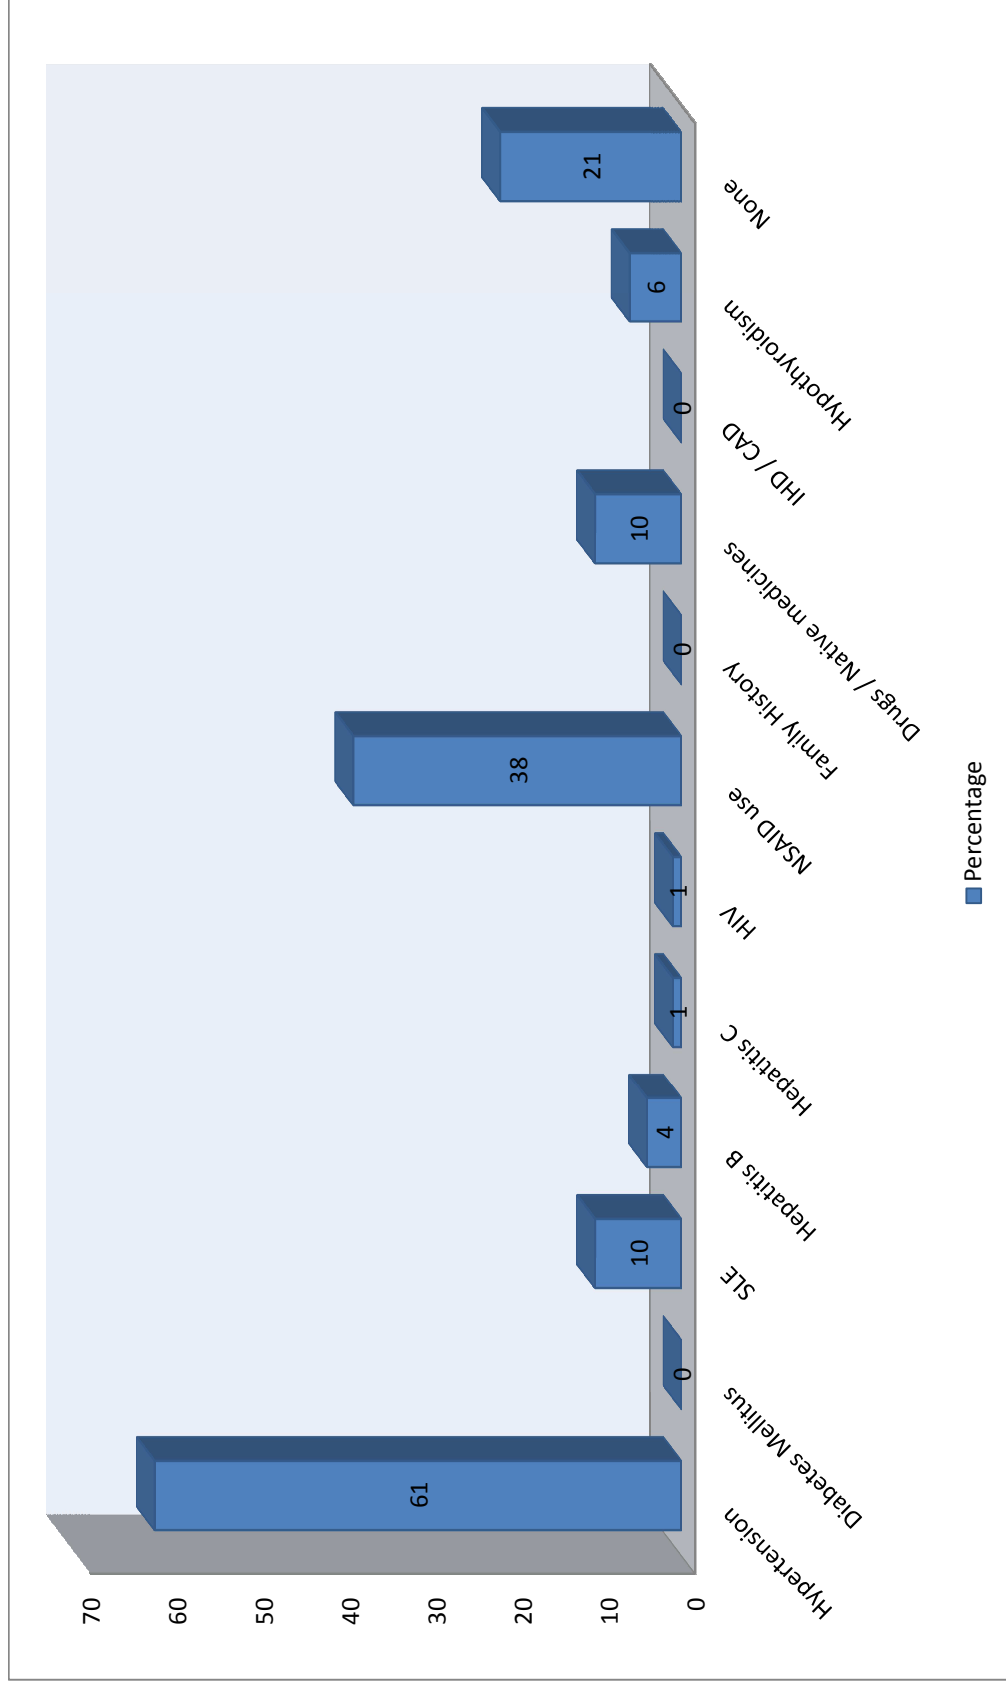 70
60
50
40
30
20
10
0
61
0
10
4
1
1
38
0
10
0
6
21
Hypertension
Diabetes Mellitus
SLE
Hepatitis B
Hepatitis C
HIV
NSAID use
Family History
Drugs / Native medicines
IHD / CAD
Hypothyroidism
None
Percentage